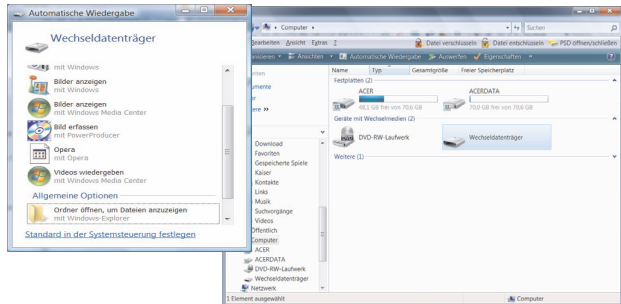 Automatische Wiedergabe
Wechseldatenträger
mit Windows
Bilder anzeigen
mit Windows
Bilder anzeigen
mit Windows Media Center
Bild erfassen
mit PowerProducer
Opera
mit Opera
Videos wiedergeben
mit Windows Media Center
Allgemeine Optionen
Ordner öffnen, um Dateien anzuzeigen
mit Windows-Explorer
Standard in der Systemsteuerung festlegen
Computer
Suchen
Bearbeiten Ansicht Extras ?
Datei verschlüsseln Datei entschlüsseln PSD öffnen/schließen
Ansichten Automatische Wiedergabe Auswerfen Eigenschaften »
Name Typ Gesamtgröße Freier Speicherplatz
Festplatten (2)
ACER
48,1 GB frei von 70,6 GB
ACERDATA
70,0 GB frei von 70,6 GB
Geräte mit Wechselmedien (2)
DVD-RW-Laufwerk
Wechseldatenträger
Weitere (1)
Download
Favoriten
Gespeicherte Spiele
Kaiser
Kontakte
Links
Musik
Suchvorgänge
Videos
Öffentlich
Computer
ACER
ACERDATA
DVD-RW-Laufwerk
Wechseldatenträger
Netzwerk
1 Element ausgewählt
Computer